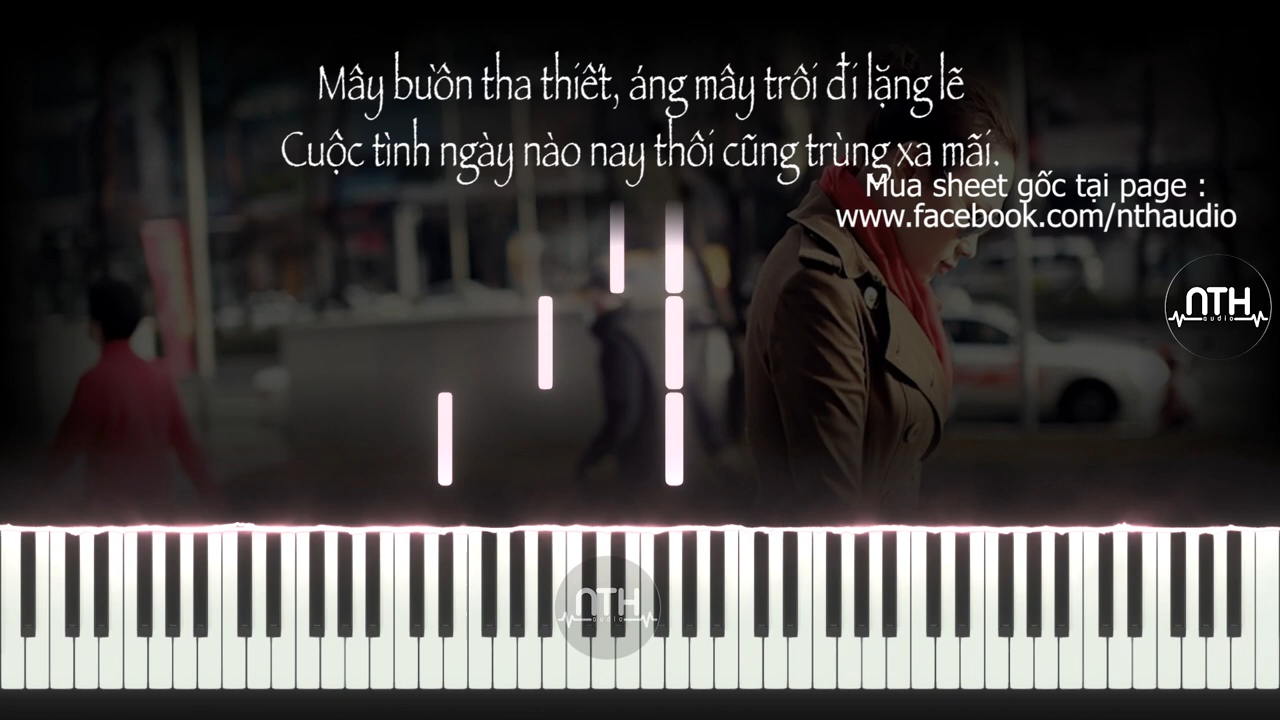 Mây buồn tha thiết, áng mây trôi đi lặng lẽ
Cuộc tình ngày nào nay thôi cũng trùng xa mãi.
Mua sheet gốc tại page :
www.facebook.com/nthaudio
NTH
audio
NTH
audio